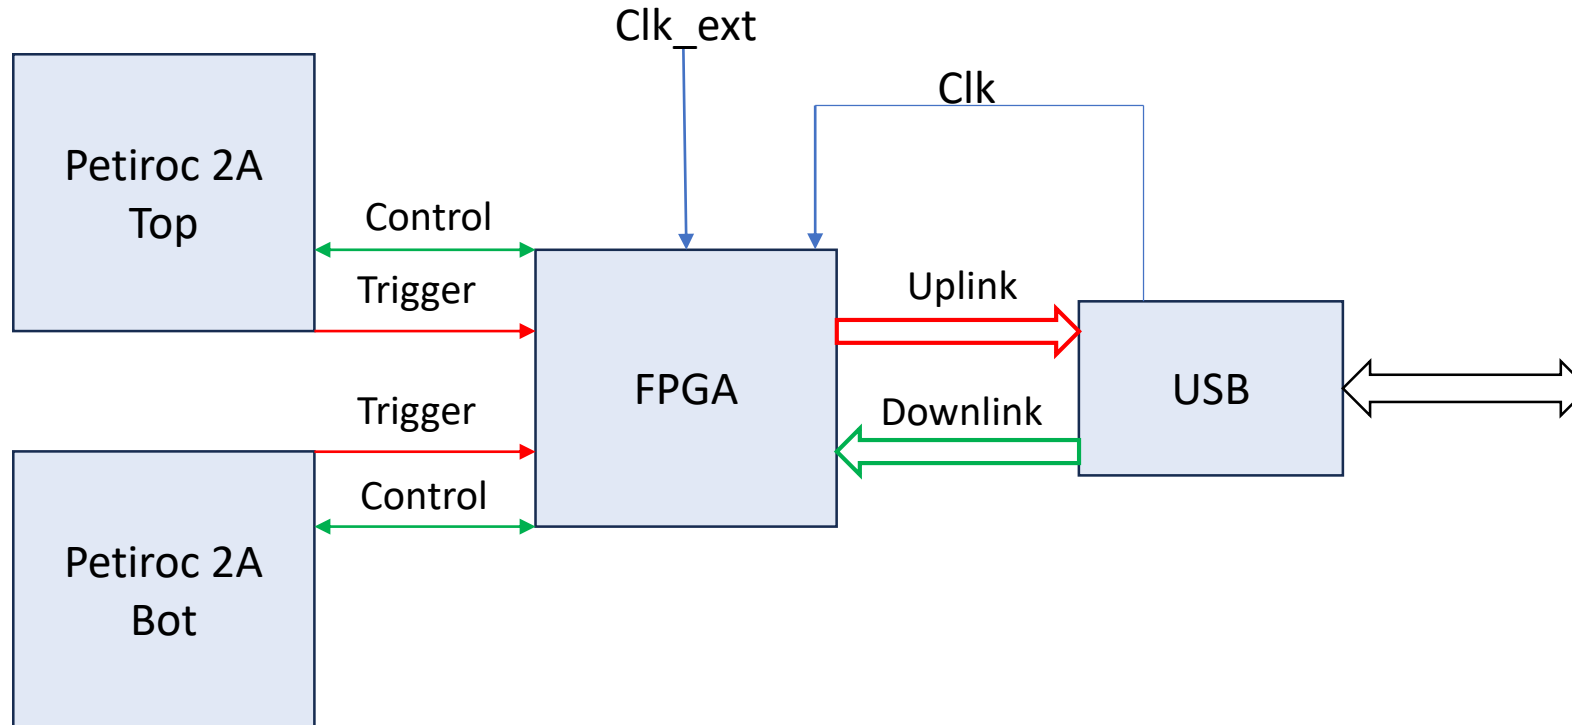 Clk_ext
Clk
Petiroc 2A
Top
Control
Trigger
Uplink
FPGA
USB
Trigger
Downlink
Control
Petiroc 2A
Bot